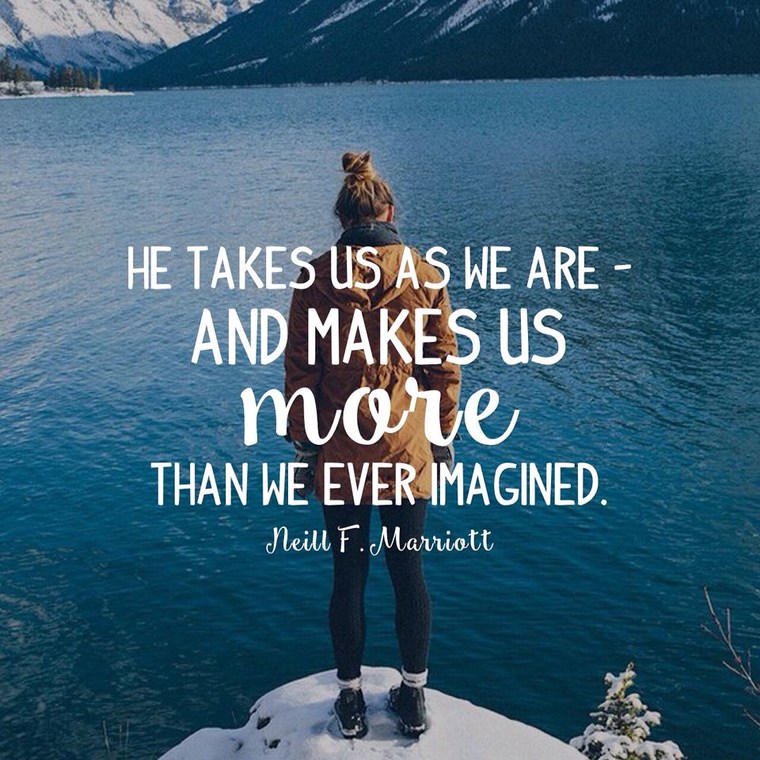 HE TAKES US AS WE ARE -
AND MAKES US
more
THAN WE EVER IMAGINED.
Neill F. Marriott